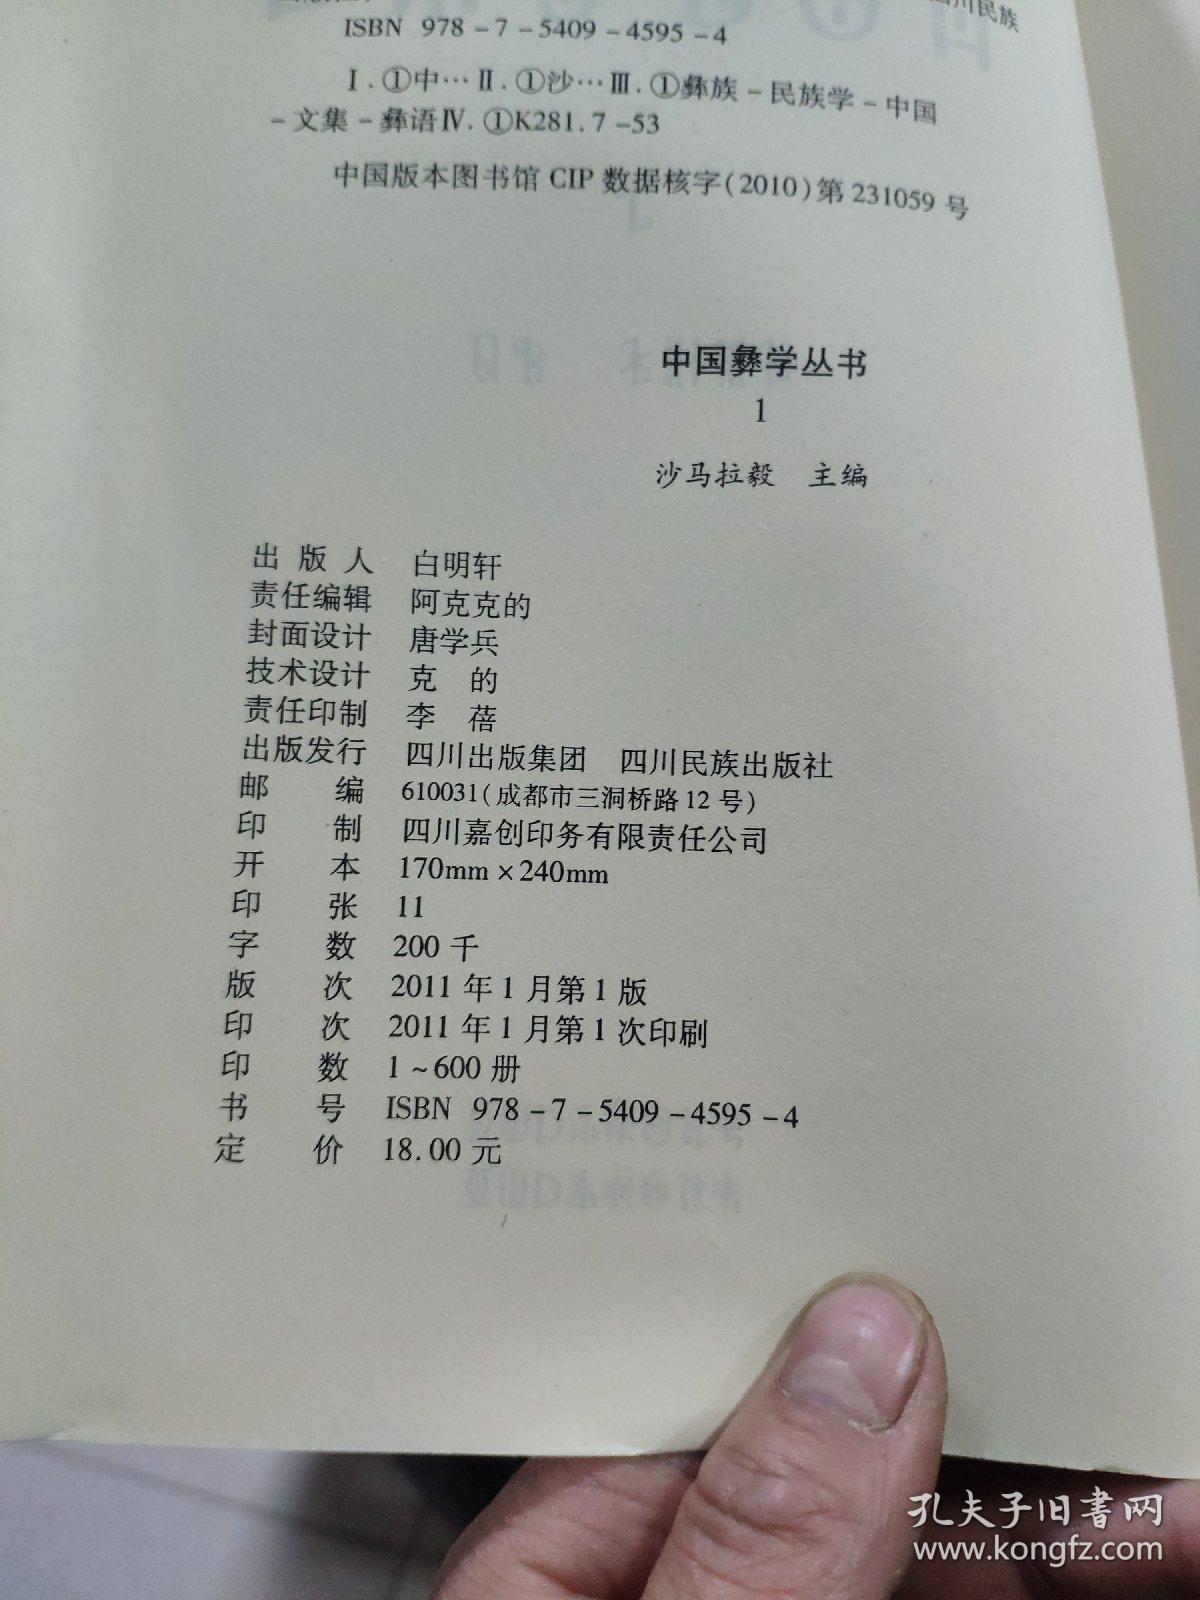 四川民族
ISBN 978-7-5409-4595-4
Ⅰ.①中…Ⅱ.①沙…Ⅲ.①彝族-民族学-中国
-文集-彝语Ⅳ.①K281.7-53
中国版本图书馆 CIP 数据核字(2010)第 231059 号
中国彝学丛书
1
沙马拉毅 主编
出版人 白明轩
责任编辑 阿克克的
封面设计 唐学兵
技术设计 克 的
责任印制 李 蓓
出版发行 四川出版集团 四川民族出版社
邮 编 610031(成都市三洞桥路12号)
印 制 四川嘉创印务有限责任公司
开 本 170mm×240mm
印 张 11
字 数 200千
版 次 2011年1月第1版
印 次 2011年1月第1次印刷
印 数 1~600册
书 号 ISBN 978-7-5409-4595-4
定 价 18.00元
孔夫子旧书网
www.kongfz.com